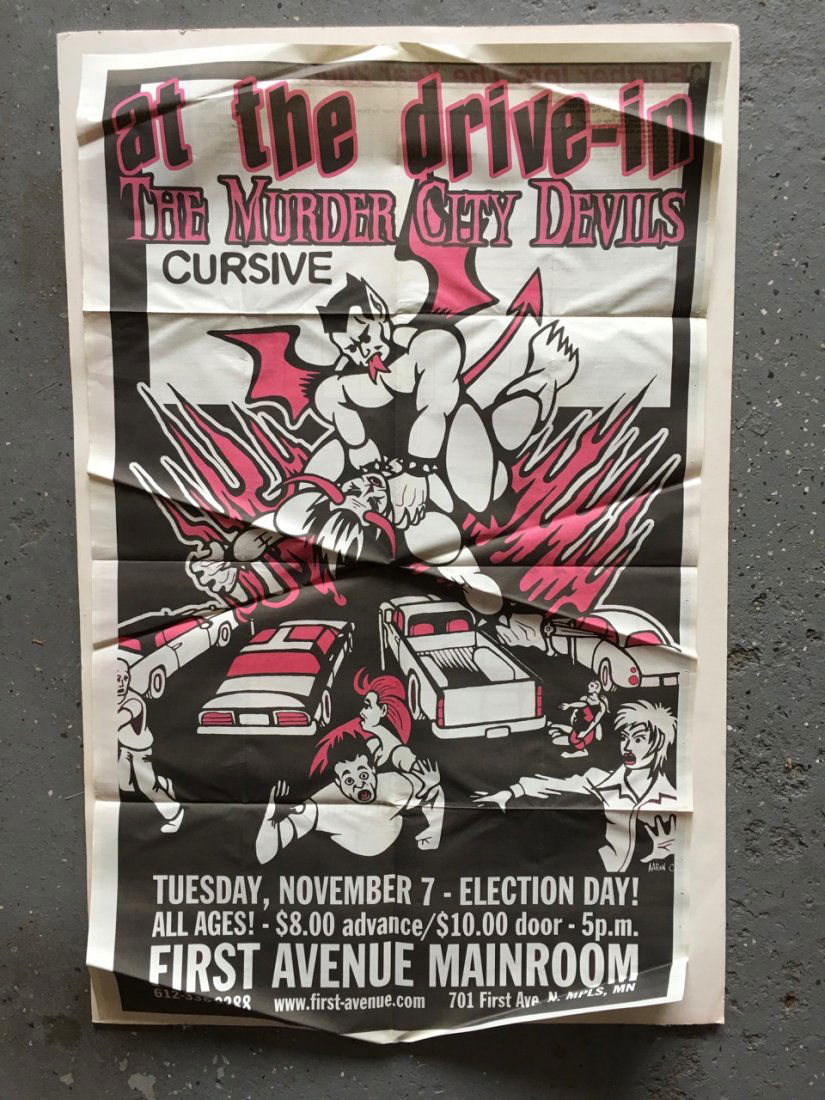 at the drive-in
THE MURDER CITY DEVILS
CURSIVE
AARON C
TUESDAY, NOVEMBER 7 - ELECTION DAY!
ALL AGES! - $8.00 advance/$10.00 door - 5p.m.
FIRST AVENUE MAINROOM
www.first-avenue.com 701 First Ave. N. MPLS, MN